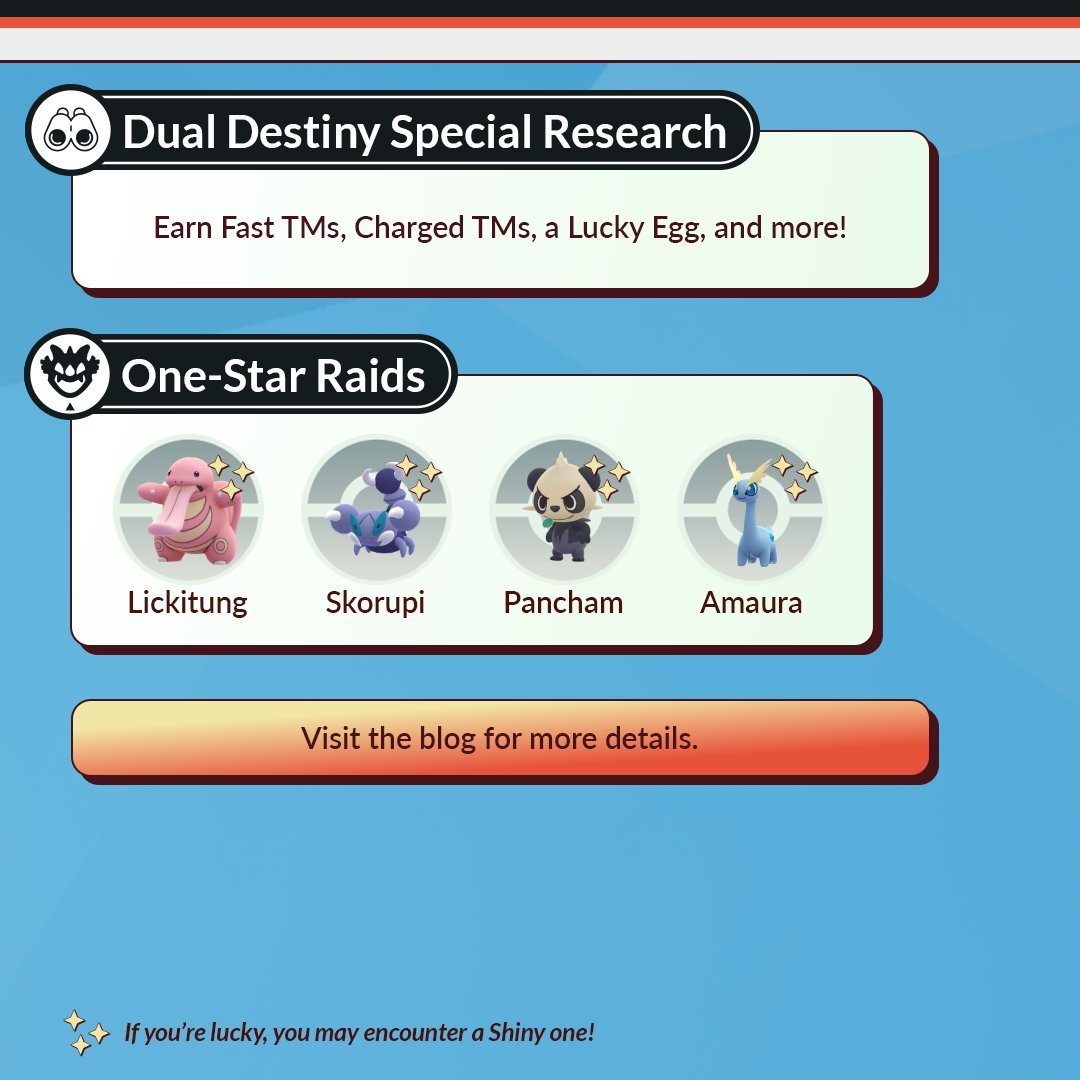 Dual Destiny Special Research
Earn Fast TMs, Charged TMs, a Lucky Egg, and more!
One-Star Raids
Lickitung
Skorupi
Pancham
Amaura
Visit the blog for more details.
If you're lucky, you may encounter a Shiny one!